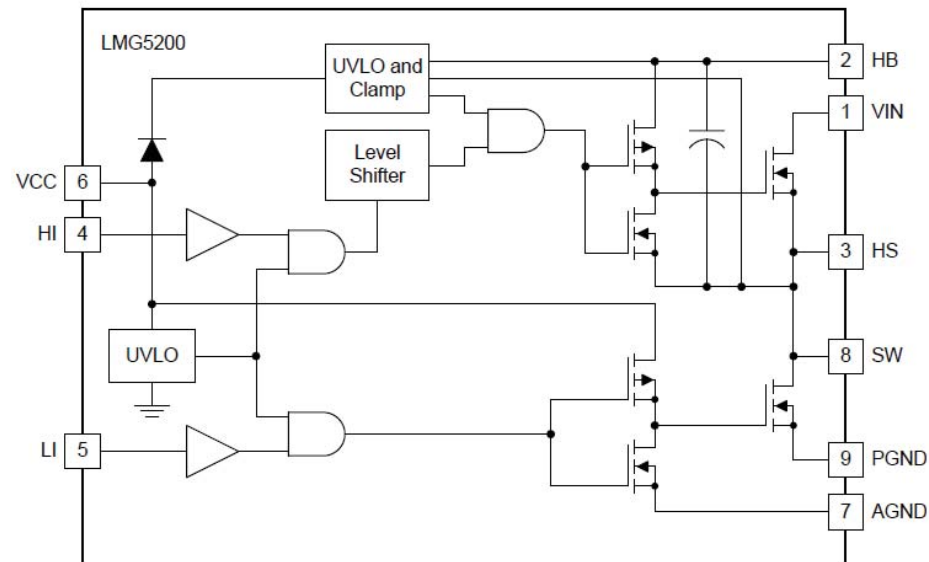 LMG5200
UVLO and
Clamp
2 HB
1 VIN
Level
Shifter
VCC 6
HI 4
3 HS
UVLO
8 SW
LI 5
9 PGND
7 AGND